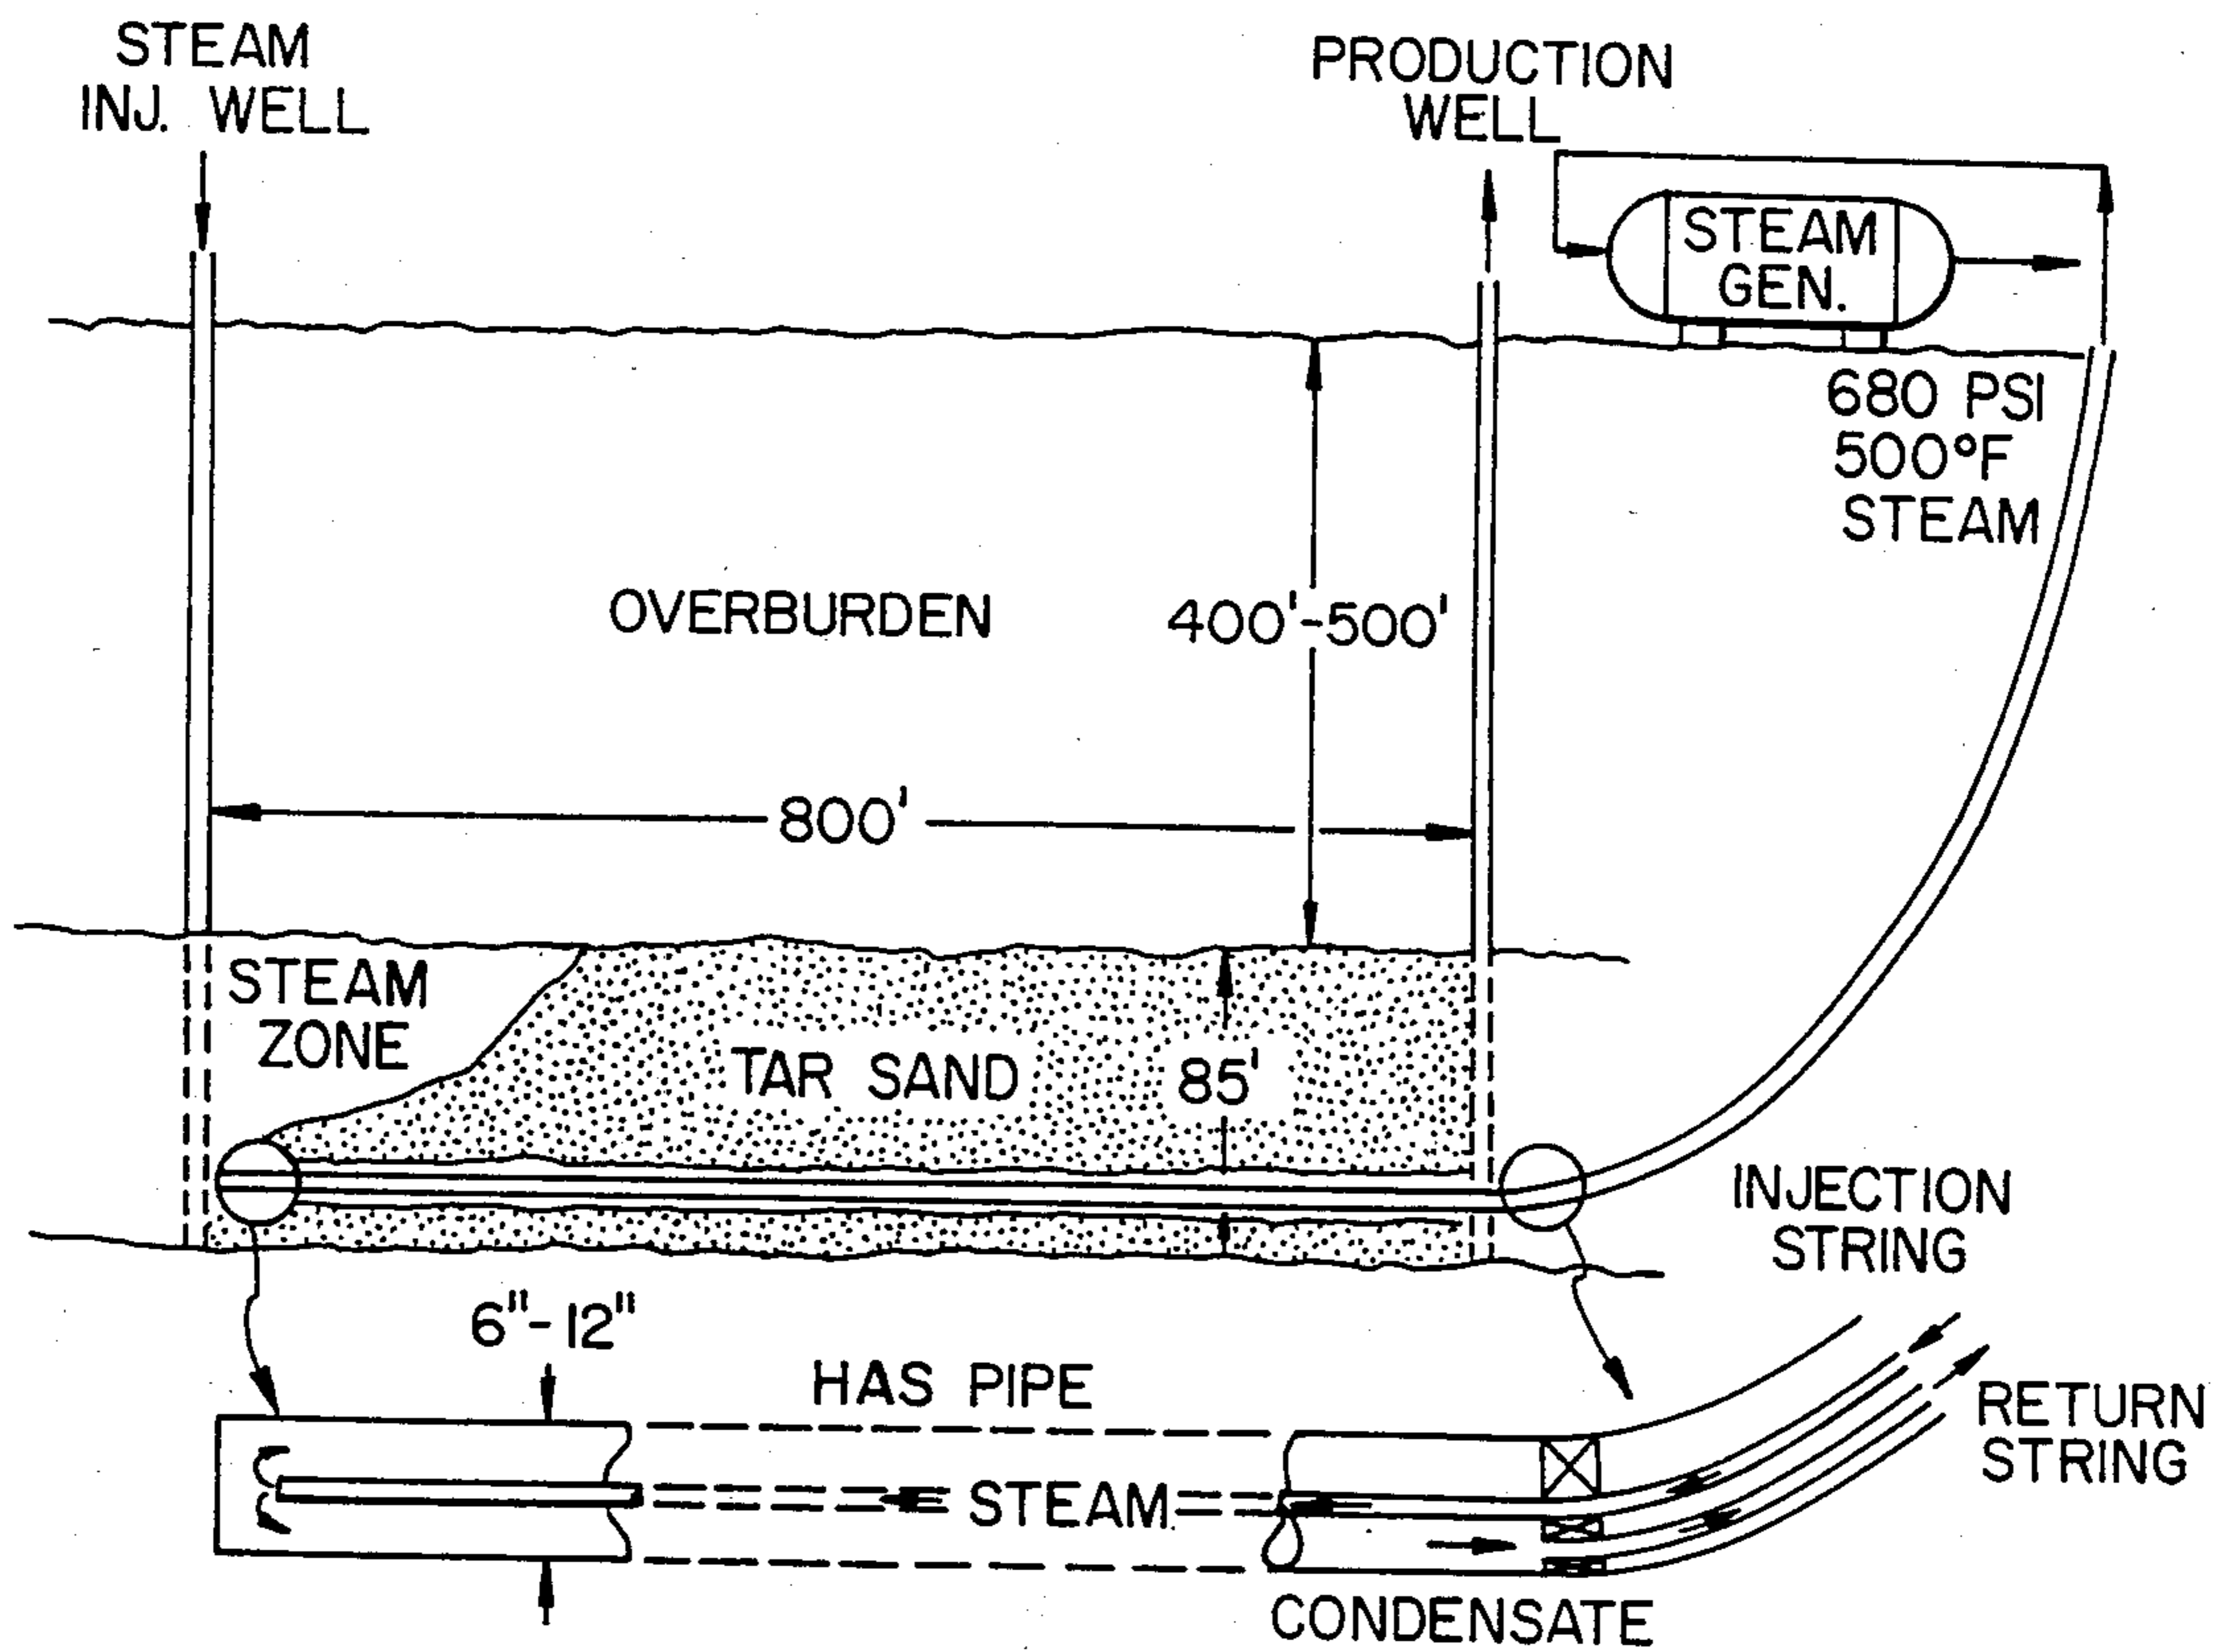 STEAM
INJ. WELL
PRODUCTION
WELL
STEAM
GEN.
680 PSI
500°F
STEAM
OVERBURDEN
400'-500'
800'
STEAM
ZONE
TAR SAND
85'
INJECTION
STRING
6"-12"
HAS PIPE
RETURN
STRING
STEAM
CONDENSATE